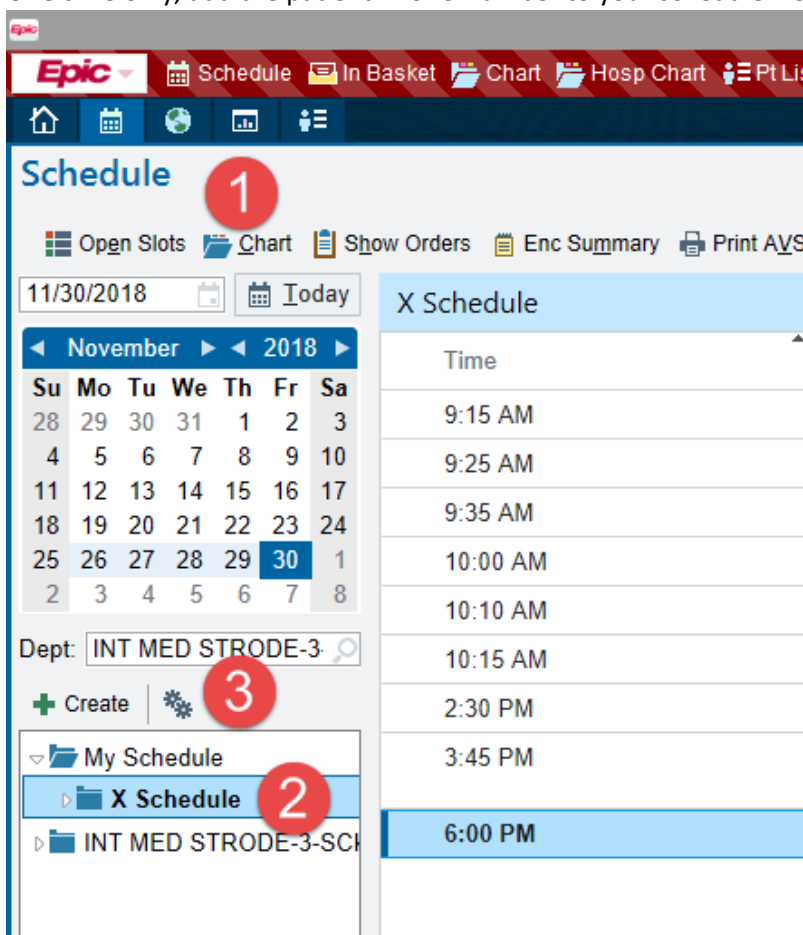 Epic
Epic Schedule In Basket Chart Hosp Chart Pt Lis
Schedule
1
Open Slots Chart Show Orders Enc Summary Print AVS
11/30/2018 Today
X Schedule
November 2018
Time
Su Mo Tu We Th Fr Sa
28 29 30 31 1 2 3
9:15 AM
4 5 6 7 8 9 10
9:25 AM
11 12 13 14 15 16 17
9:35 AM
18 19 20 21 22 23 24
25 26 27 28 29 30 1
10:00 AM
2 3 4 5 6 7 8
10:10 AM
Dept: INT MED STRODE-3-
10:15 AM
Create
3
2:30 PM
My Schedule
3:45 PM
X Schedule
2
INT MED STRODE-3-SCH
6:00 PM